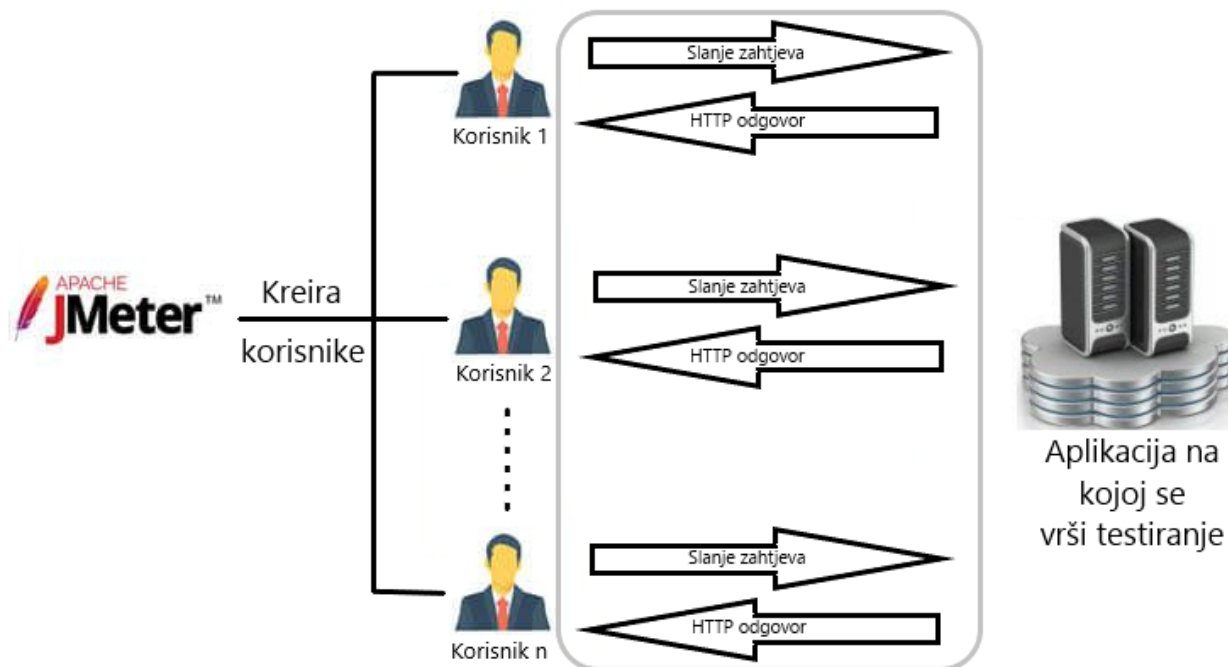 APACHE
JMeter™
Kreira
korisnike
Korisnik 1
Slanje zahtjeva
HTTP odgovor
Korisnik 2
Slanje zahtjeva
HTTP odgovor
Korisnik n
Slanje zahtjeva
HTTP odgovor
Aplikacija na
kojoj se
vrši testiranje